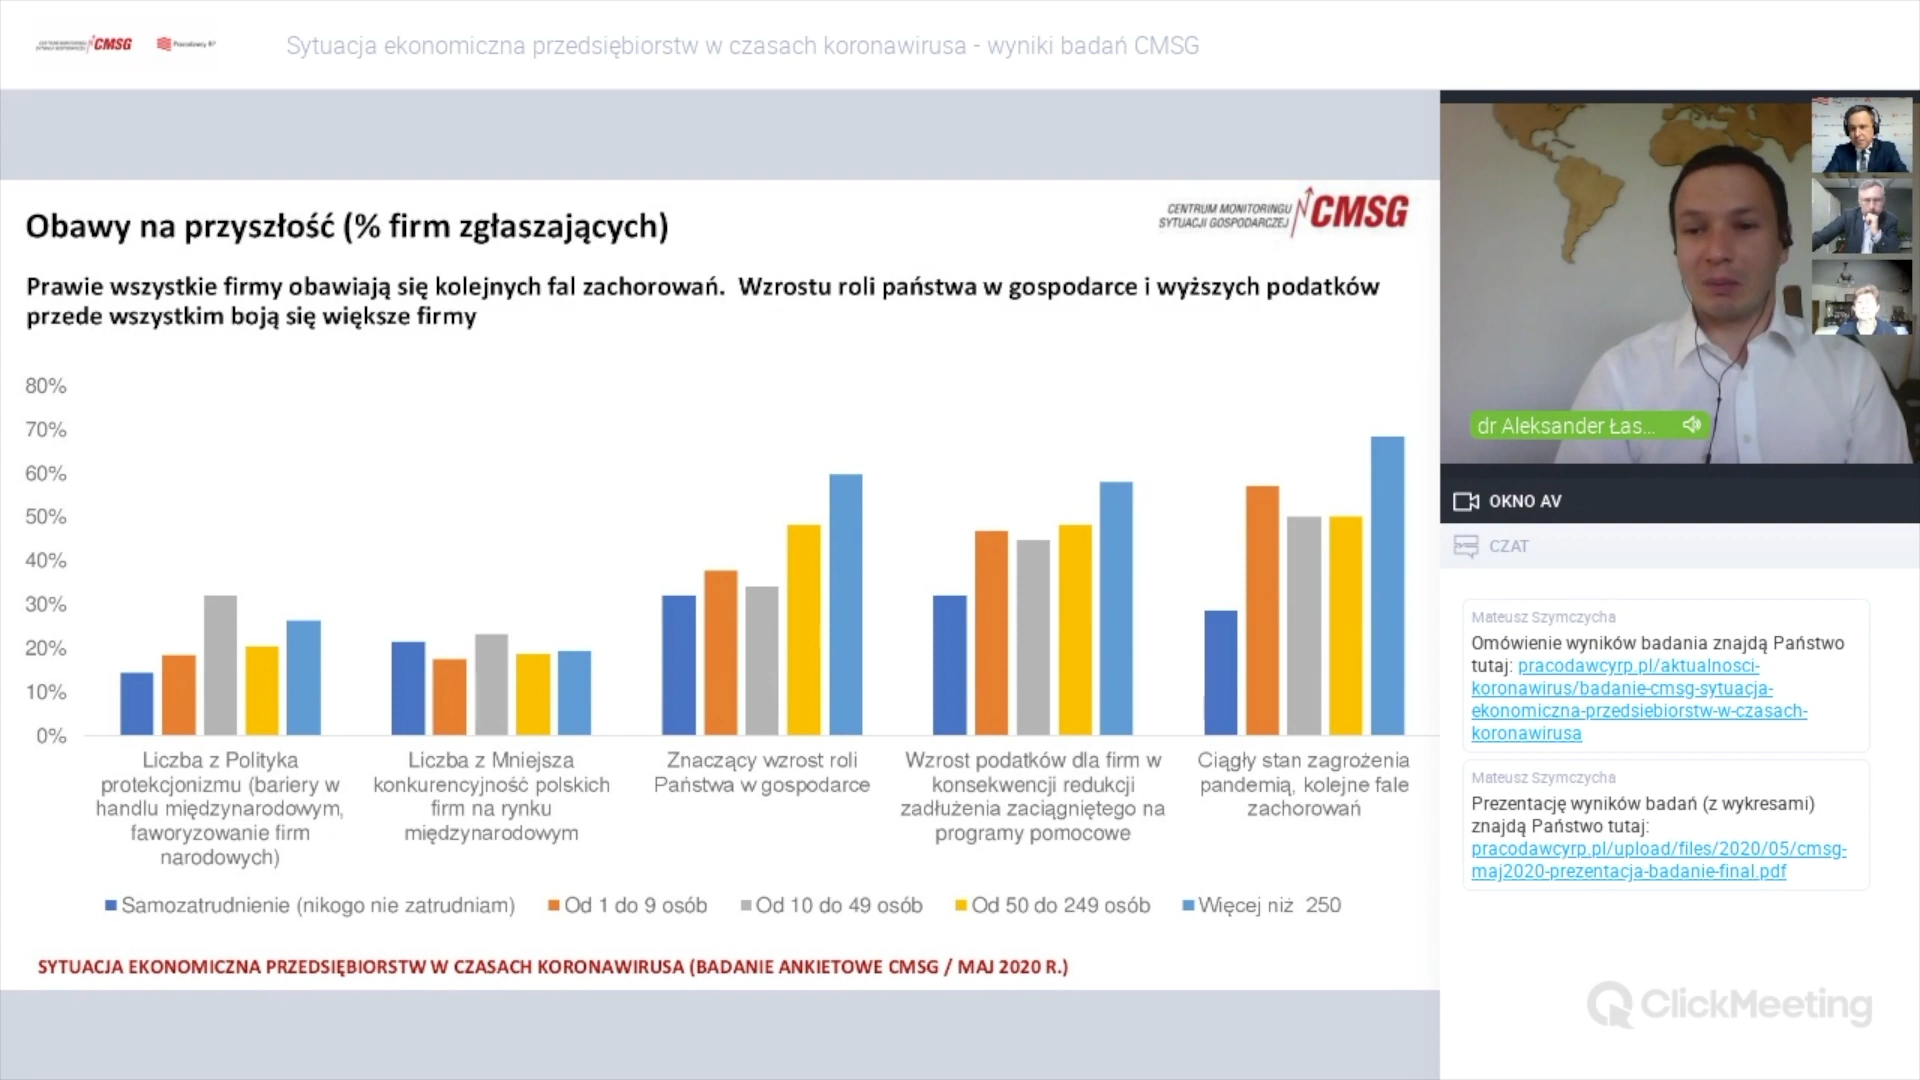 CENTRUM MONITORINGU
SYTUACJI GOSPODARCZEJ
CMSG
Pracodawcy RP
Sytuacja ekonomiczna przedsiębiorstw w czasach koronawirusa - wyniki badań CMSG
Obawy na przyszłość (% firm zgłaszających)
CENTRUM MONITORINGU
SYTUACJI GOSPODARCZEJ
CMSG
Prawie wszystkie firmy obawiają się kolejnych fal zachorowań. Wzrostu roli państwa w gospodarce i wyższych podatków
przede wszystkim boją się większe firmy
80%
70%
60%
50%
40%
30%
20%
10%
0%
Liczba z Polityka
protekcjonizmu (bariery w
handlu międzynarodowym,
faworyzowanie firm
narodowych)
Liczba z Mniejsza
konkurencyjność polskich
firm na rynku
międzynarodowym
Znaczący wzrost roli
Państwa w gospodarce
Wzrost podatków dla firm w
konsekwencji redukcji
zadłużenia zaciągniętego na
programy pomocowe
Ciągły stan zagrożenia
pandemią, kolejne fale
zachorowań
Samozatrudnienie (nikogo nie zatrudniam)
Od 1 do 9 osób
Od 10 do 49 osób
Od 50 do 249 osób
Więcej niż 250
SYTUACJA EKONOMICZNA PRZEDSIĘBIORSTW W CZASACH KORONAWIRUSA (BADANIE ANKIETOWE CMSG / MAJ 2020 R.)
dr Aleksander Łas...
OKNO AV
CZAT
Mateusz Szymczycha
Omówienie wyników badania znajdą Państwo
tutaj: pracodawcyrp.pl/aktualnosci-
koronawirus/badanie-cmsg-sytuacja-
ekonomiczna-przedsiebiorstw-w-czasach-
koronawirusa
Mateusz Szymczycha
Prezentację wyników badań (z wykresami)
znajdą Państwo tutaj:
pracodawcyrp.pl/upload/files/2020/05/cmsg-
maj2020-prezentacja-badanie-final.pdf
ClickMeeting